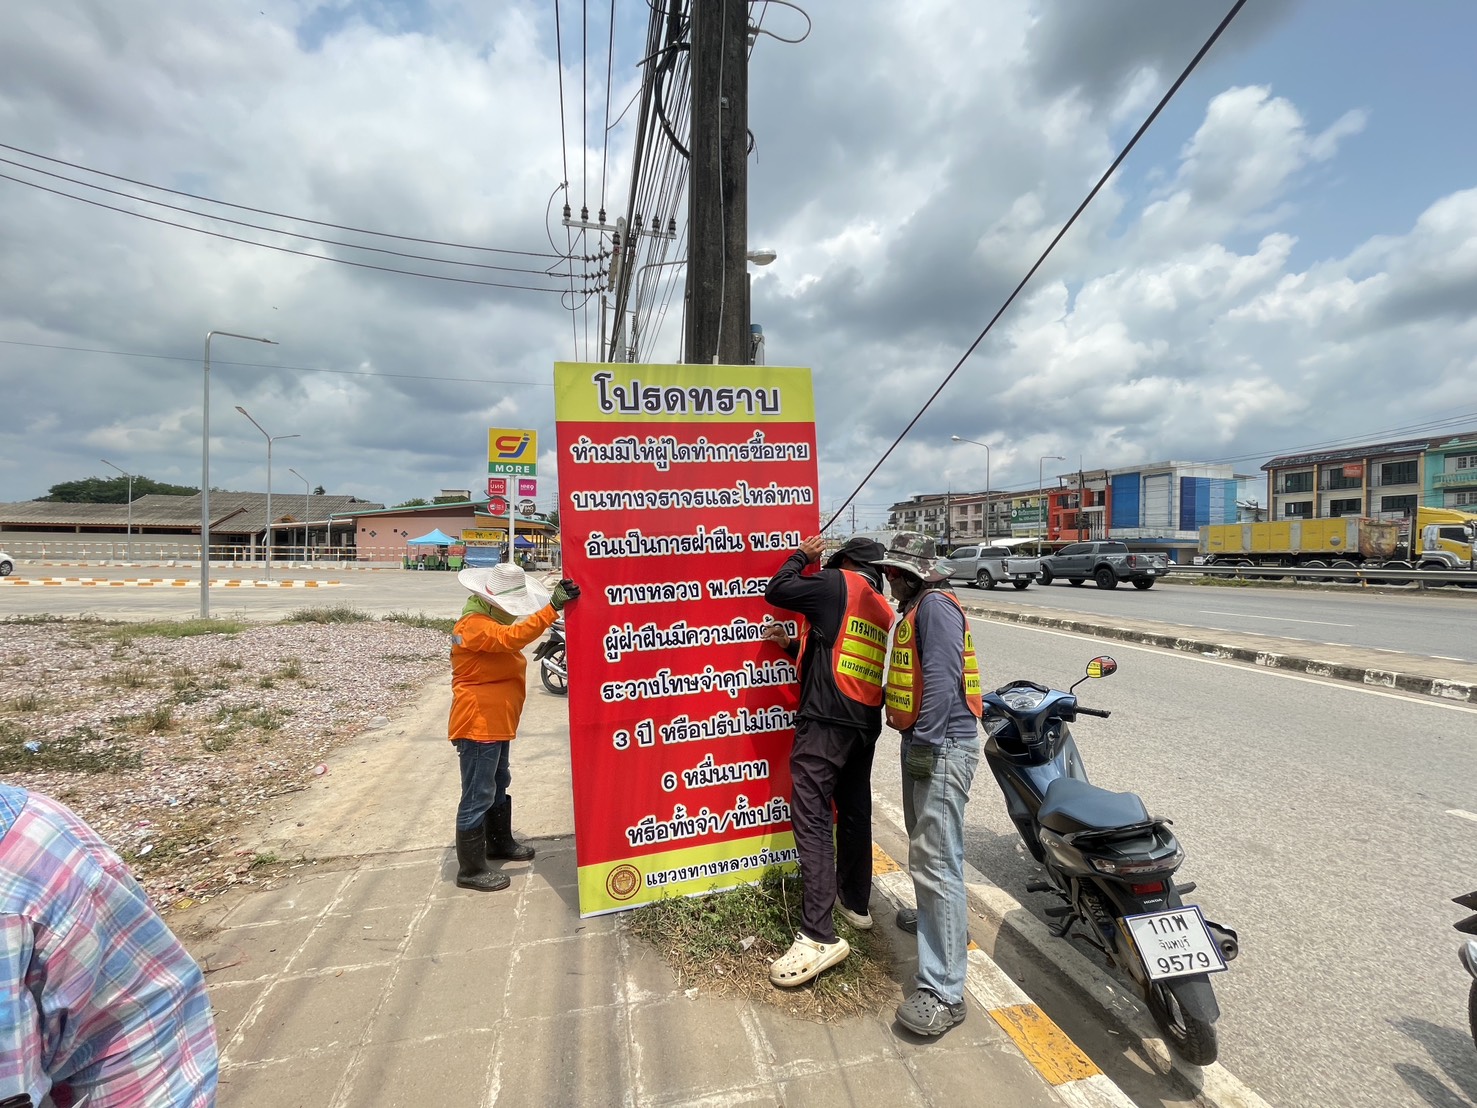 โปรดทราบ
ห้ามมิให้ผู้ใดทำการซื้อขาย
บนทางจราจรและไหล่ทาง
อันเป็นการฝ่าฝืน พ.ร.บ.
ทางหลวง พ.ศ.25
ผู้ฝ่าฝืนมีความผิดต้อง
ระวางโทษจำคุกไม่เกิน
3 ปี หรือปรับไม่เกิน
6 หมื่นบาท
หรือทั้งจำ/ทั้งปรับ
แขวงทางหลวงจันทบุ
CJ
MORE
UNO
กรมทาง
1กพ
จันทบุรี
9579
HONDA